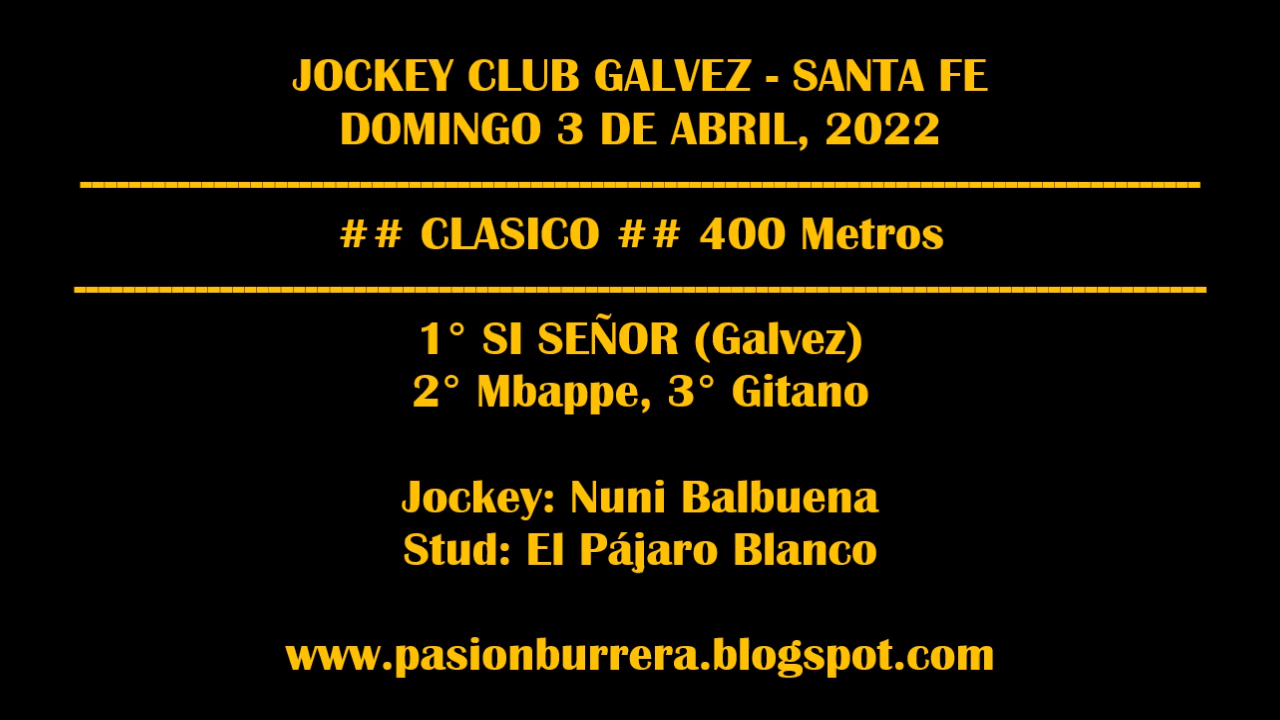 JOCKEY CLUB GALVEZ - SANTA FE
DOMINGO 3 DE ABRIL, 2022
## CLASICO ## 400 Metros
1° SI SEÑOR (Galvez)
2° Mbappe, 3° Gitano
Jockey: Nuni Balbuena
Stud: El Pájaro Blanco
www.pasionburrera.blogspot.com